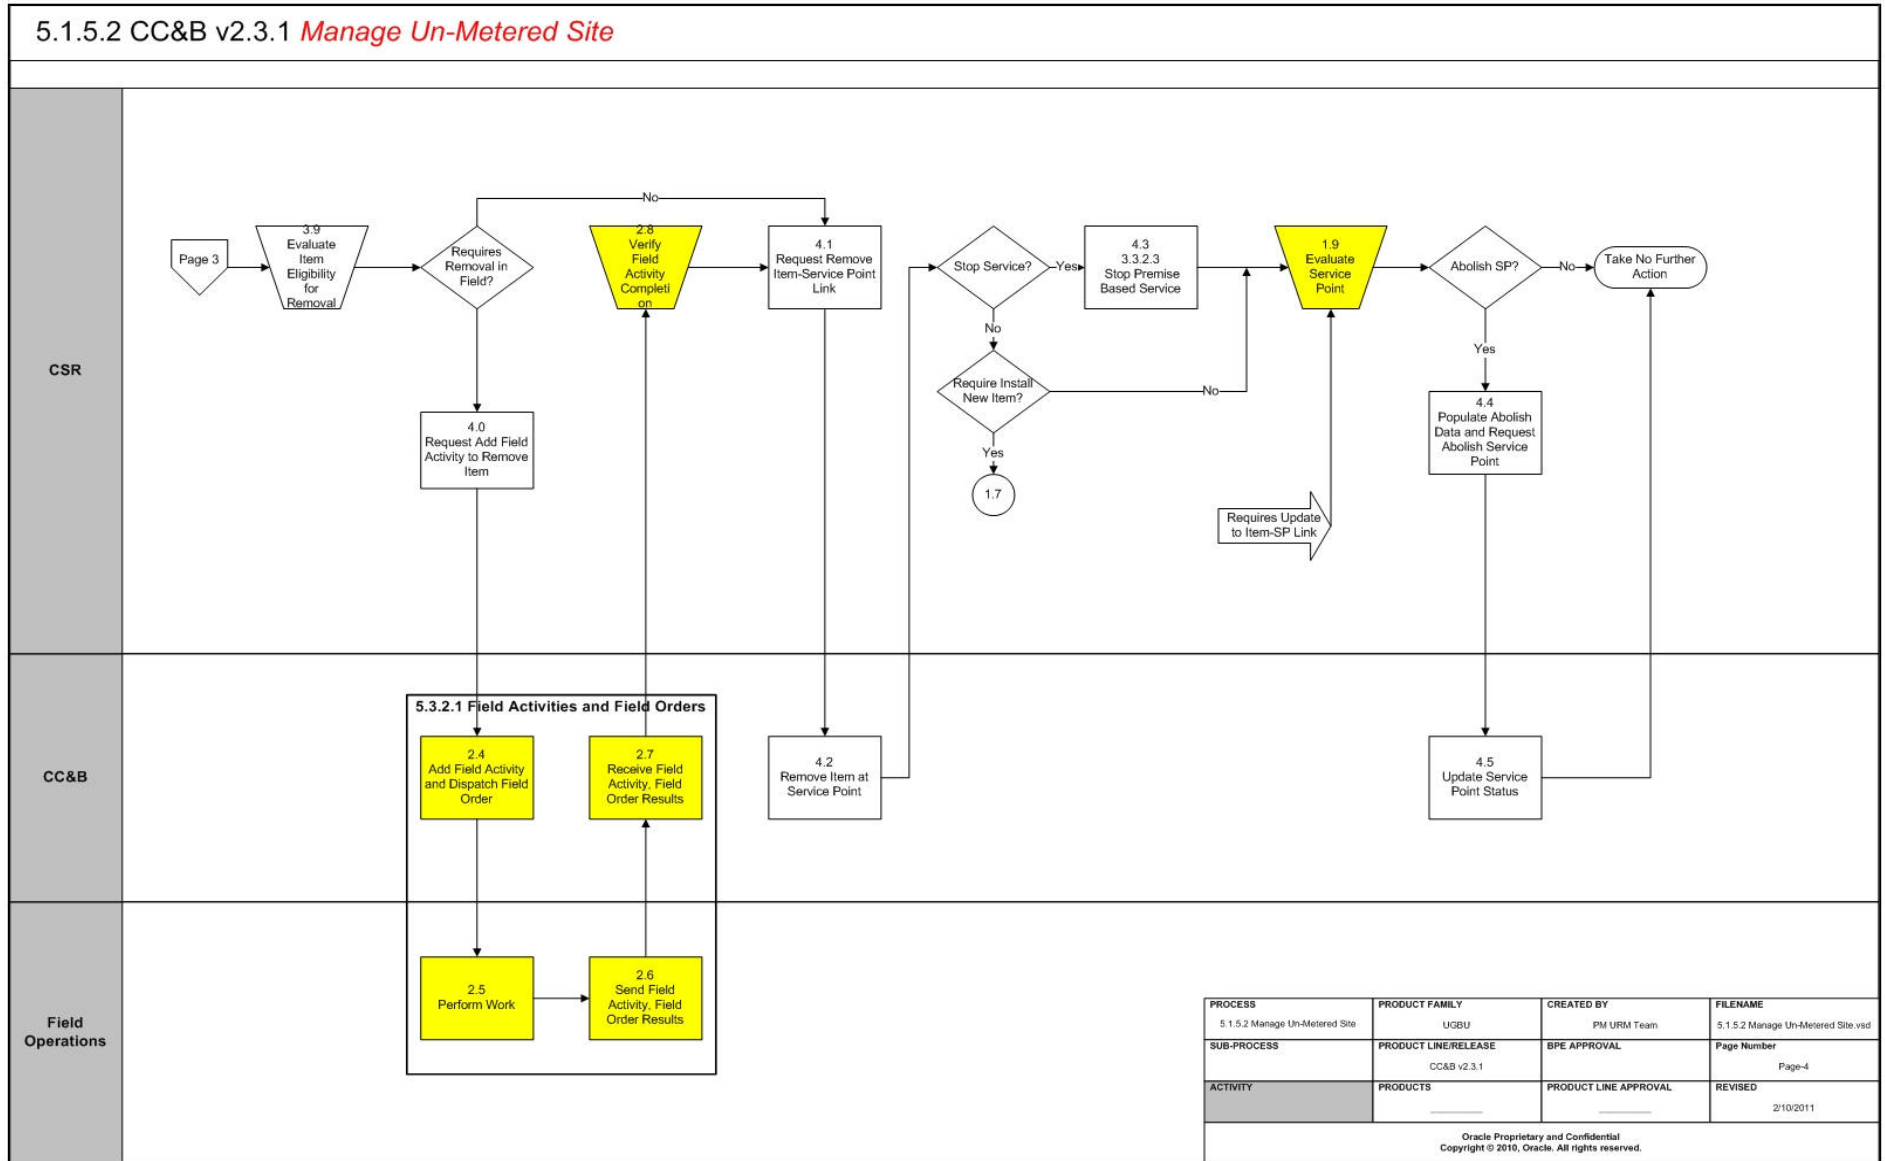 5.1.5.2 CC&B v2.3.1 Manage Un-Metered Site
CSR
Page 3
3.9
Evaluate
Item
Eligibility
for
Removal
Requires
Removal in
Field?
No
2.8
Verify
Field
Activity
Completi
on
4.1
Request Remove
Item-Service Point
Link
Stop Service?
Yes
4.3
3.3.2.3
Stop Premise
Based Service
1.9
Evaluate
Service
Point
Abolish SP?
No
Take No Further
Action
No
Yes
Require Install
New Item?
No
Yes
1.7
4.0
Request Add Field
Activity to Remove
Item
4.4
Populate Abolish
Data and Request
Abolish Service
Point
Requires Update
to Item-SP Link
CC&B
5.3.2.1 Field Activities and Field Orders
2.4
Add Field Activity
and Dispatch Field
Order
2.7
Receive Field
Activity, Field
Order Results
4.2
Remove Item at
Service Point
4.5
Update Service
Point Status
Field
Operations
2.5
Perform Work
2.6
Send Field
Activity, Field
Order Results
PROCESS
5.1.5.2 Manage Un-Metered Site
PRODUCT FAMILY
UGBU
CREATED BY
PM URM Team
FILENAME
5.1.5.2 Manage Un-Metered Site.vsd
SUB-PROCESS
PRODUCT LINE/RELEASE
CC&B v2.3.1
BPE APPROVAL
Page Number
Page-4
ACTIVITY
PRODUCTS
PRODUCT LINE APPROVAL
REVISED
2/10/2011
Oracle Proprietary and Confidential
Copyright © 2010, Oracle. All rights reserved.